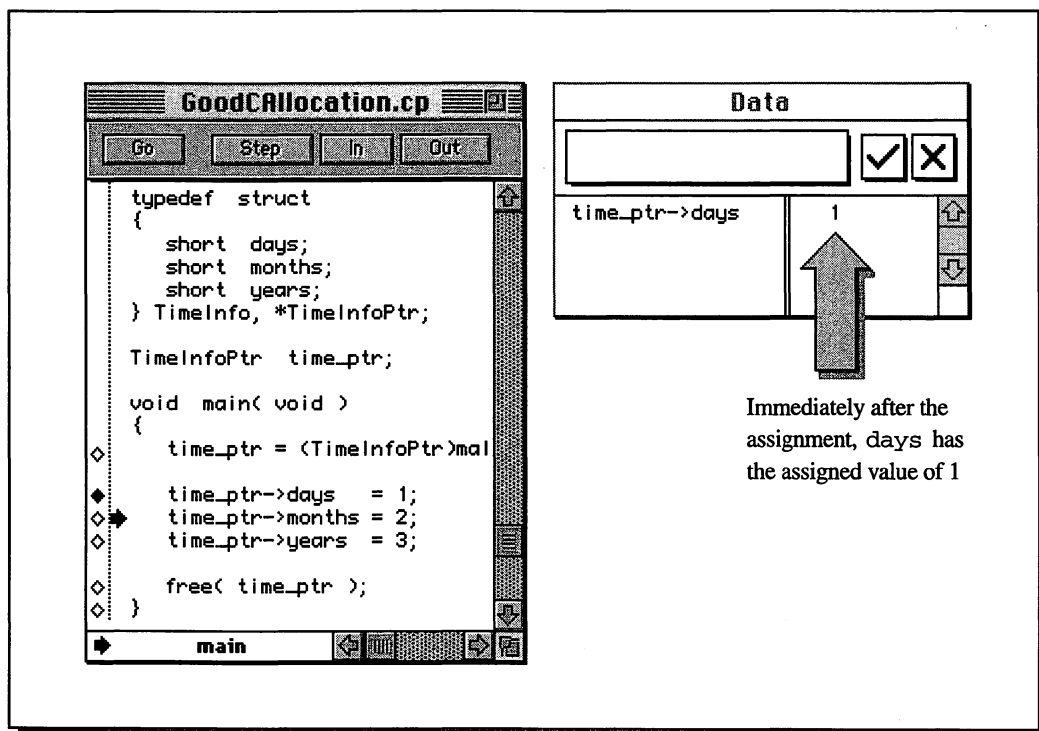 GoodCAllocation.cp
Go Step In Out
typedef struct
{
short days;
short months;
short years;
} TimeInfo, *TimeInfoPtr;
TimeInfoPtr time_ptr;
void main( void )
{
time_ptr = (TimeInfoPtr)mal
time_ptr->days = 1;
time_ptr->months = 2;
time_ptr->years = 3;
free( time_ptr );
}
main
Data
time_ptr->days 1
Immediately after the
assignment, days has
the assigned value of 1